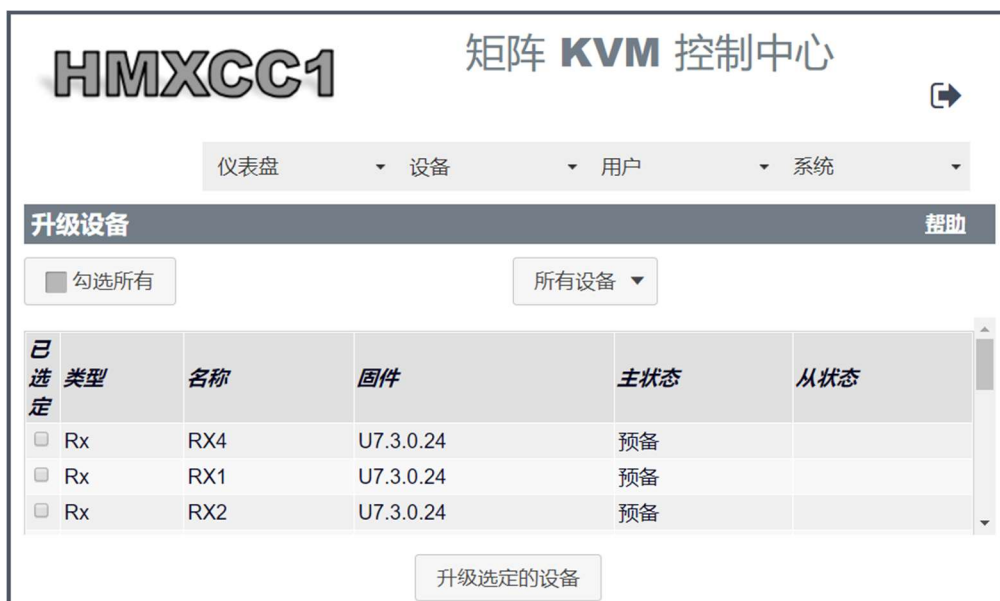 HMXCC1
矩阵 KVM 控制中心
仪表盘 设备 用户 系统
升级设备 帮助
勾选所有 所有设备
已选定 类型 名称 固件 主状态 从状态
Rx RX4 U7.3.0.24 预备
Rx RX1 U7.3.0.24 预备
Rx RX2 U7.3.0.24 预备
升级选定的设备